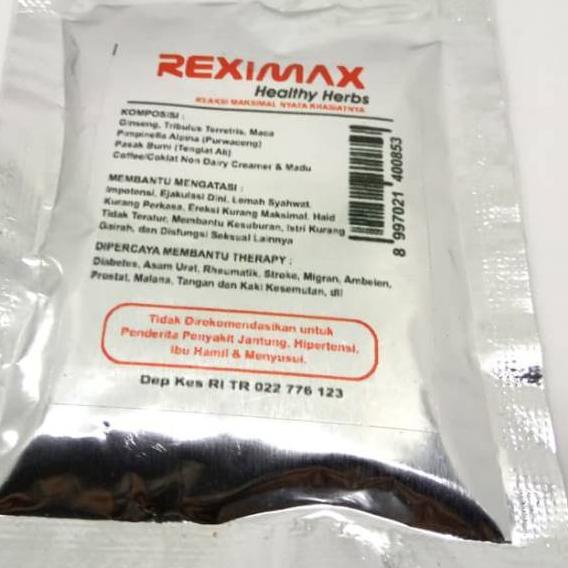 REXIMAX
Healthy Herbs
REAKSI MAKSIMAL NYATA KHASIATNYA
KOMPOSISI :
Ginseng, Tribulus Terretris, Maca
Pimpinella Alpina (Purwaceng)
Pasak Bumi (Tongkat Ali)
Coffee/Coklat Non Dairy Creamer & Madu
MEMBANTU MENGATASI :
Impotensi, Ejakulasi Dini, Lemah Syahwat,
Kurang Perkasa, Ereksi Kurang Maksimal, Haid
Tidak Teratur, Membantu Kesuburan, Istri Kurang
Gairah, dan Disfungsi Seksual Lainnya
DIPERCAYA MEMBANTU THERAPY :
Diabetes, Asam Urat, Rheumatik, Stroke, Migran, Ambeien,
Prostat, Malaria, Tangan dan Kaki Kesemutan, dll
Tidak Direkomendasikan untuk
Penderita Penyakit Jantung, Hipertensi,
Ibu Hamil & Menyusui.
Dep Kes RI TR 022 776 123
8 997021 400853